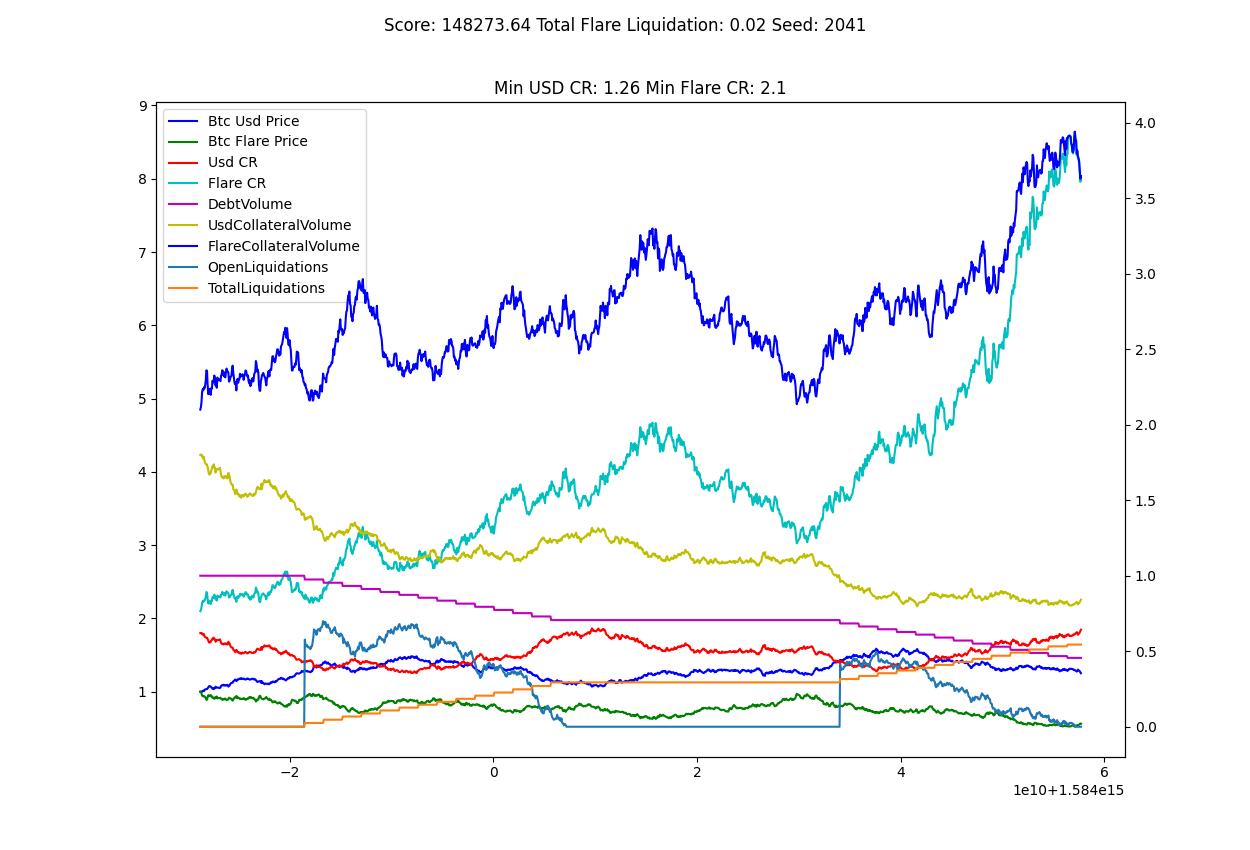 Score: 148273.64 Total Flare Liquidation: 0.02 Seed: 2041
Min USD CR: 1.26 Min Flare CR: 2.1
Btc Usd Price
Btc Flare Price
Usd CR
Flare CR
DebtVolume
UsdCollateralVolume
FlareCollateralVolume
OpenLiquidations
TotalLiquidations
9
8
7
6
5
4
3
2
1
4.0
3.5
3.0
2.5
2.0
1.5
1.0
0.5
0.0
−2 0 2 4 6
1e10+1.584e15